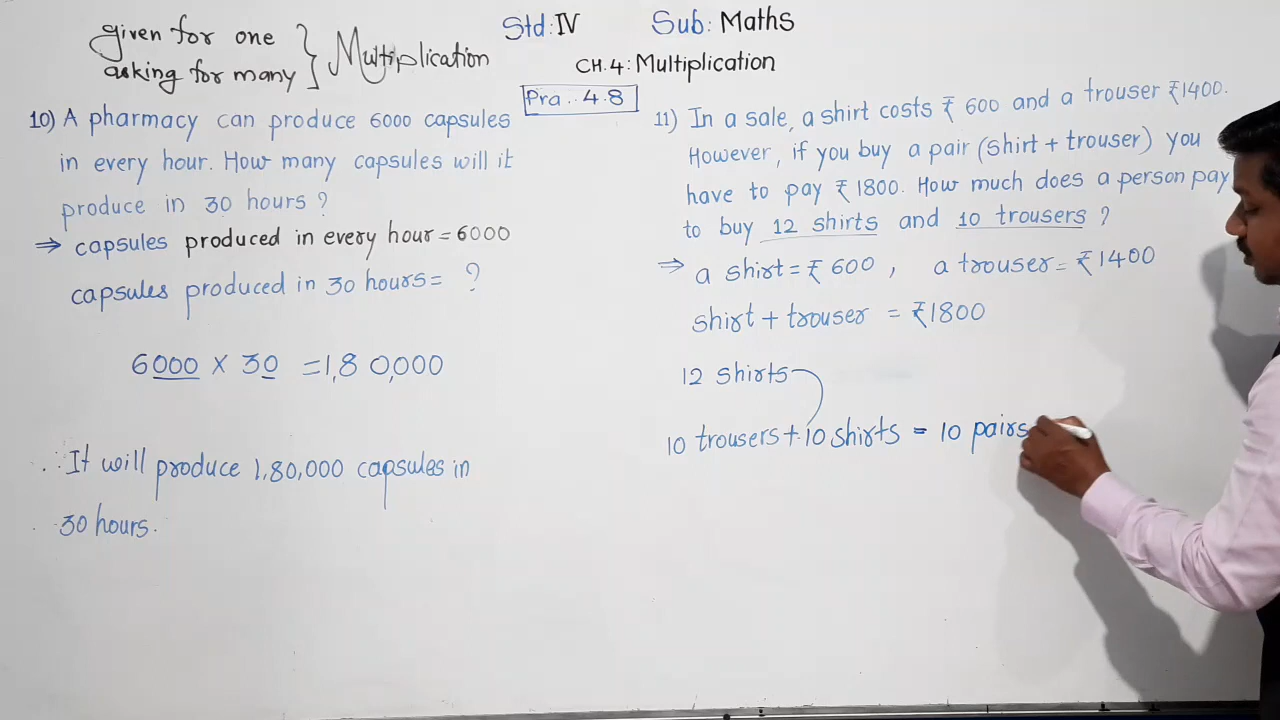 given for one
asking for many } Multiplication
Std: IV Sub: Maths
CH.4: Multiplication
Pra.. 4.8
10) A pharmacy can produce 6000 capsules
in every hour. How many capsules will it
produce in 30 hours?
⇒ capsules produced in every hour = 6000
capsules produced in 30 hours = ?
6000 × 30 = 1,80,000
∴ It will produce 1,80,000 capsules in
30 hours.
11) In a sale, a shirt costs ₹ 600 and a trouser ₹1400.
However, if you buy a pair (shirt + trouser) you
have to pay ₹ 1800. How much does a person pay
to buy 12 shirts and 10 trousers?
⇒ a shirt = ₹ 600, a trouser = ₹1400
shirt + trouser = ₹1800
12 shirts
10 trousers + 10 shirts = 10 pairs